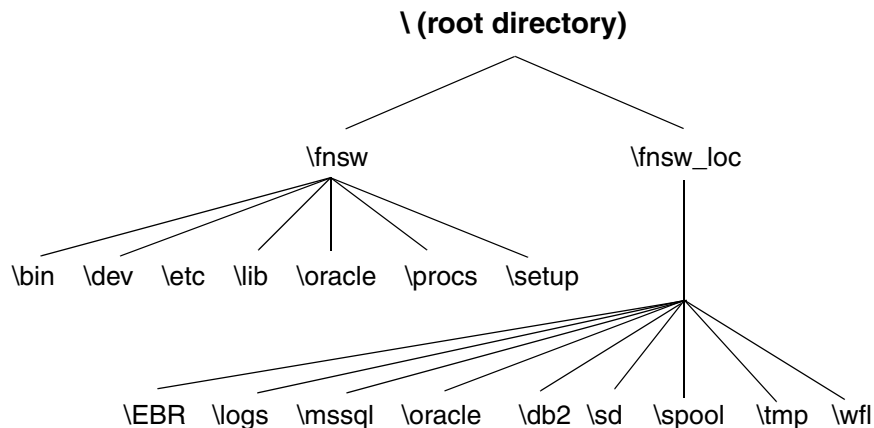 \ (root directory)
\fnsw \fnsw_loc
\bin \dev \etc \lib \oracle \procs \setup
\EBR \logs \mssql \oracle \db2 \sd \spool \tmp \wfl